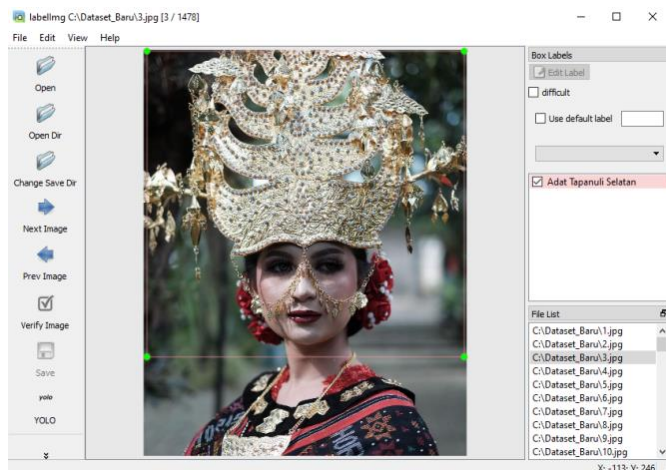 labelImg C:\Dataset_Baru\3.jpg [3 / 1478]
File Edit View Help
Open
Open Dir
Change Save Dir
Next Image
Prev Image
Verify Image
Save
yolo
YOLO
Box Labels
Edit Label
difficult
Use default label
Adat Tapanuli Selatan
File List
C:\Dataset_Baru\1.jpg
C:\Dataset_Baru\2.jpg
C:\Dataset_Baru\3.jpg
C:\Dataset_Baru\4.jpg
C:\Dataset_Baru\5.jpg
C:\Dataset_Baru\6.jpg
C:\Dataset_Baru\7.jpg
C:\Dataset_Baru\8.jpg
C:\Dataset_Baru\9.jpg
C:\Dataset_Baru\10.jpg
X: -113; Y: 246